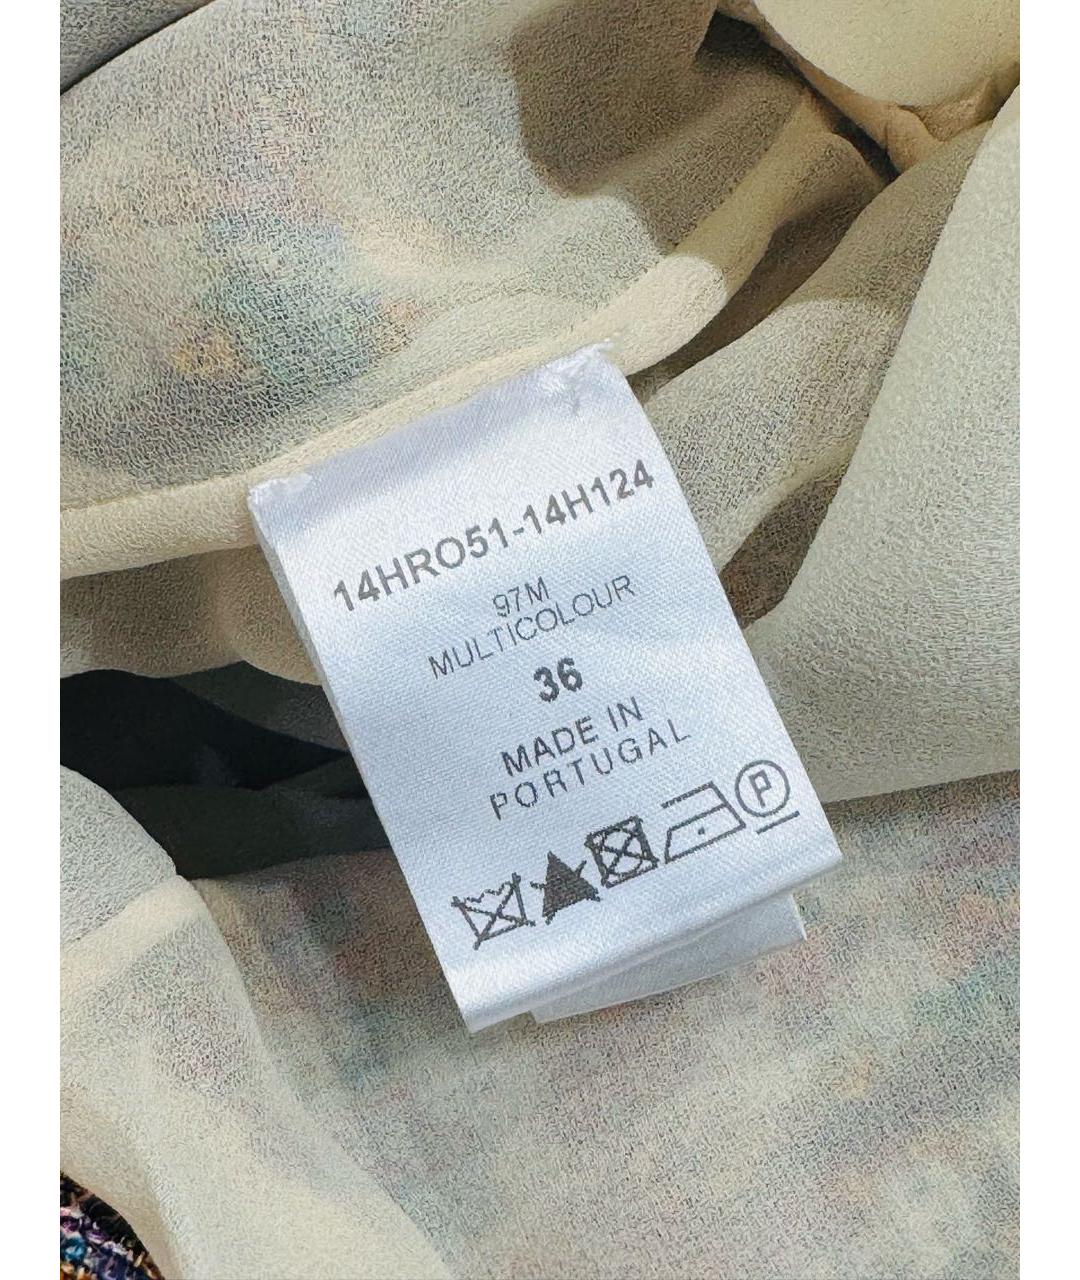 14HRO51-14H124
97M
MULTICOLOUR
36
MADE IN
PORTUGAL
P